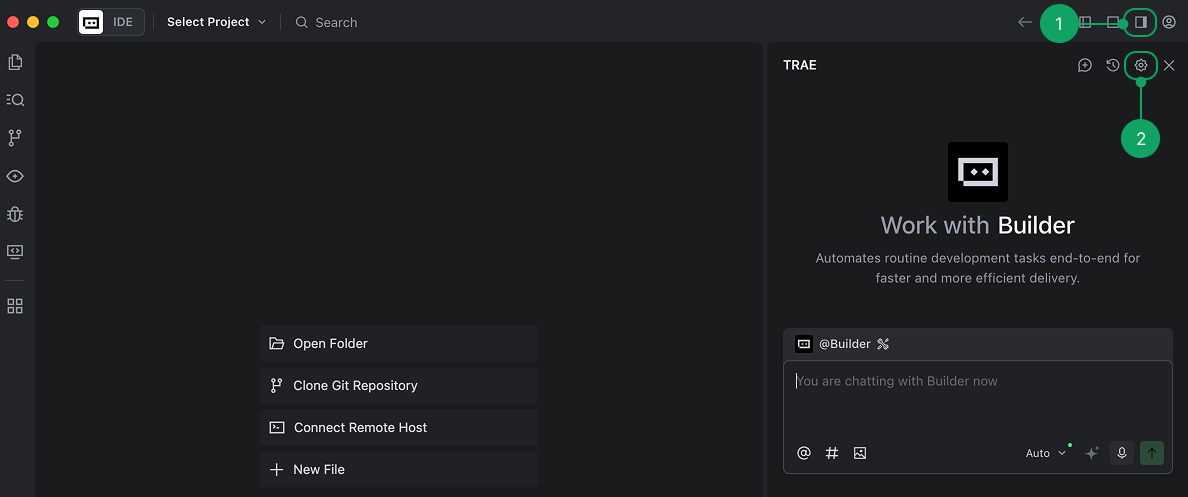 IDE
Select Project
Search
1
TRAE
2
Work with Builder
Automates routine development tasks end-to-end for
faster and more efficient delivery.
Open Folder
Clone Git Repository
Connect Remote Host
New File
@Builder
You are chatting with Builder now
Auto